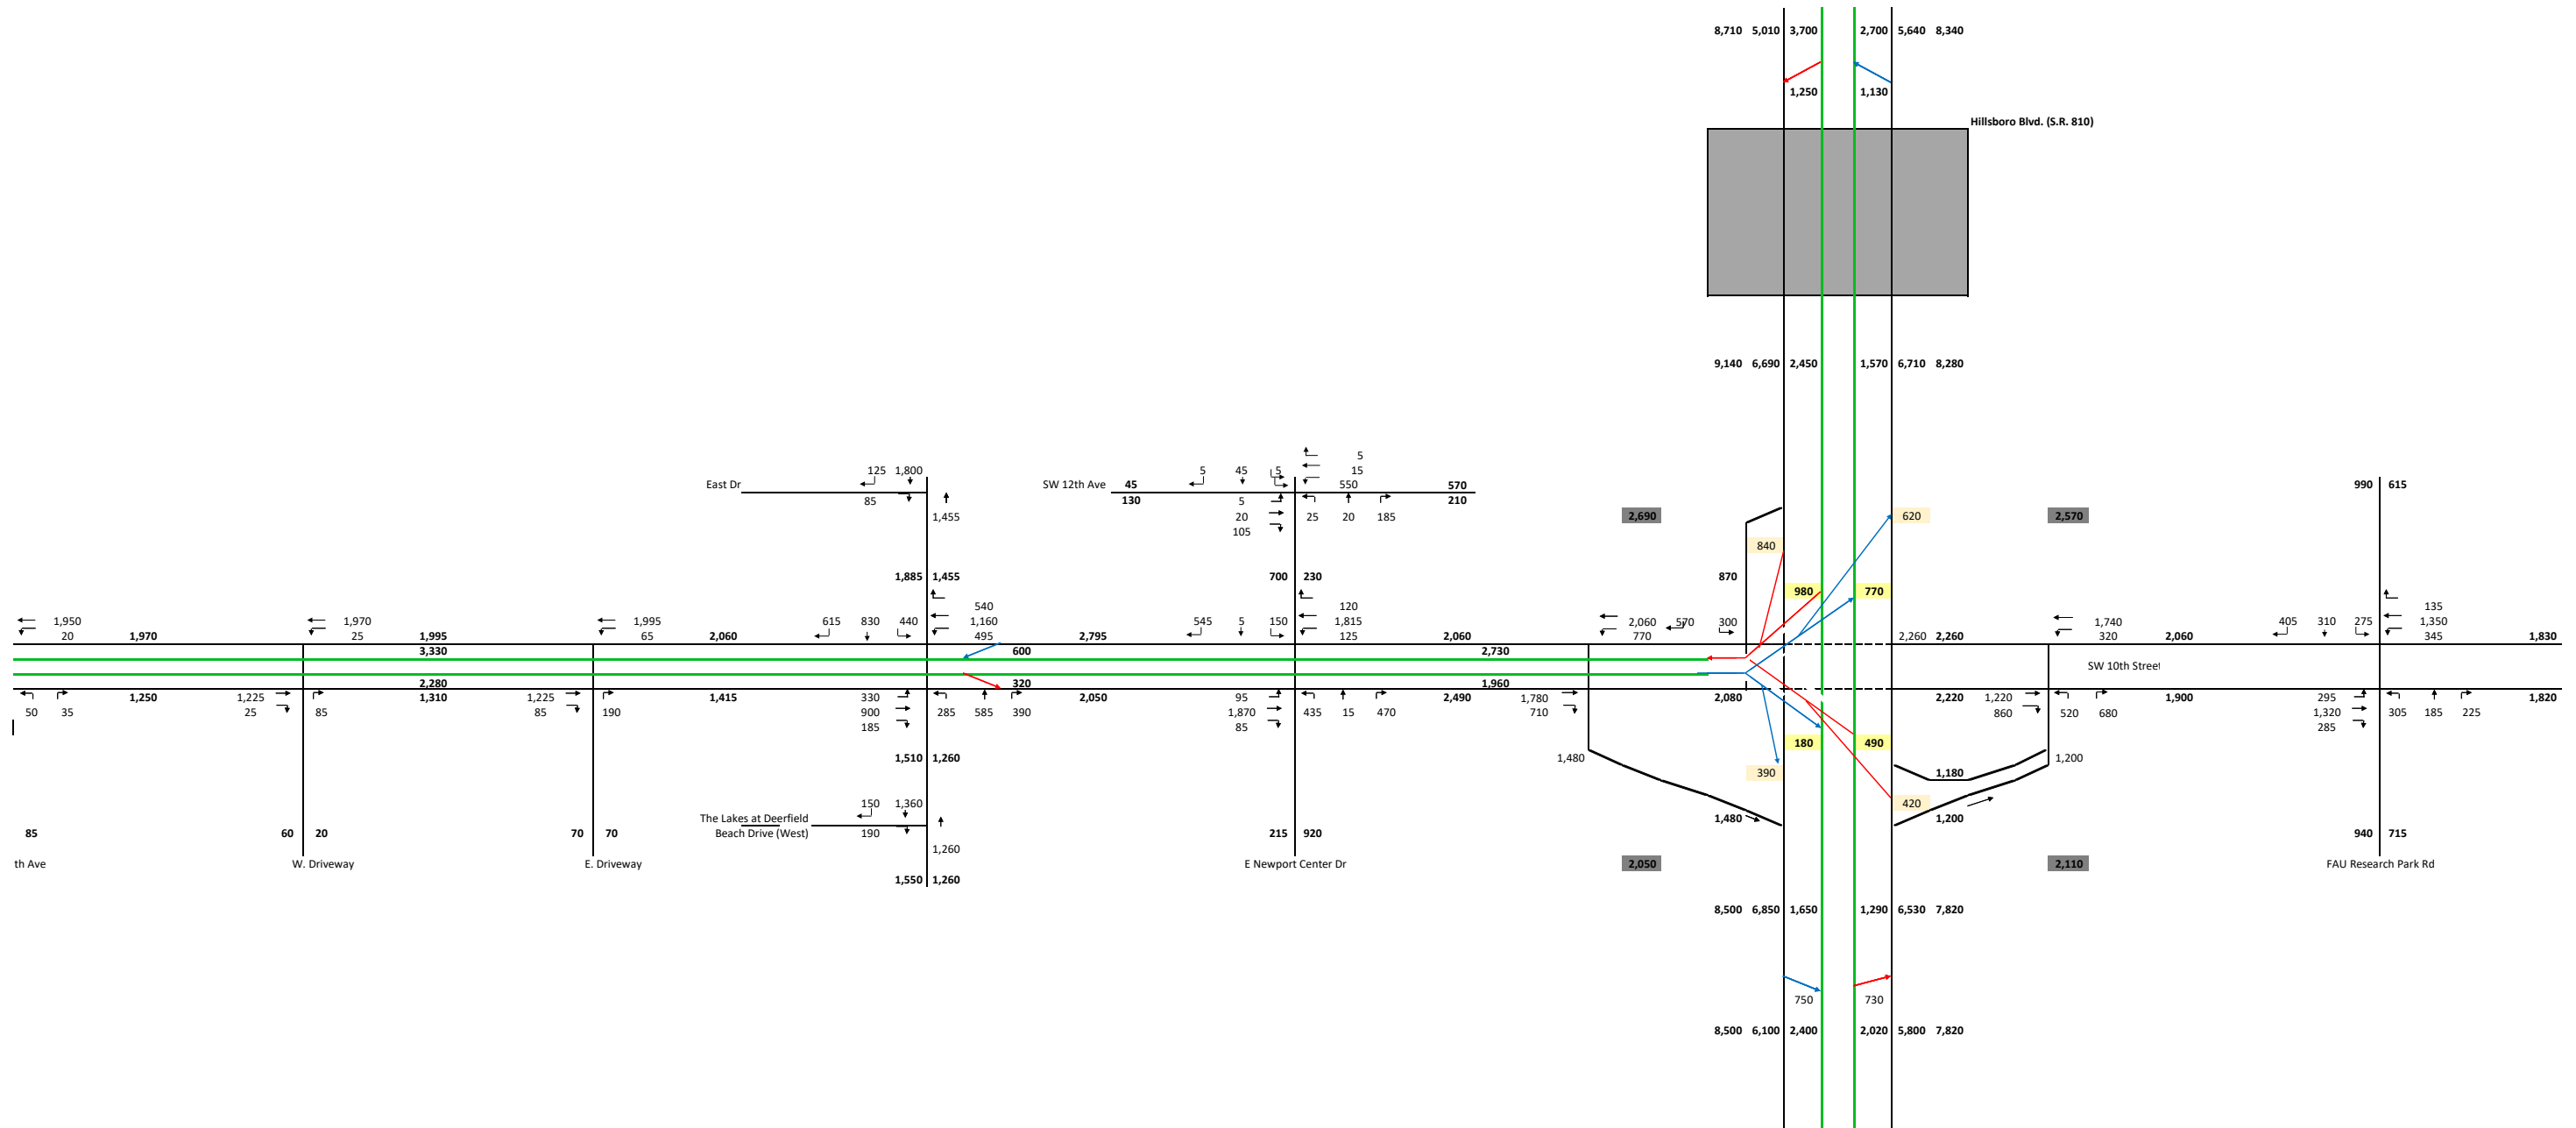 8,710 5,010 3,700 2,700 5,640 8,340
1,250 1,130
Hillsboro Blvd. (S.R. 810)
9,140 6,690 2,450 1,570 6,710 8,280
5
125 1,800 5 45 5 15
East Dr SW 12th Ave 45 550 570 990 615
85 130 5 210
1,455 20 25 20 185 2,690 620 2,570
105
840
1,885 1,455 700 230 870
980 770
540 120 135
1,950 1,970 1,995 615 830 440 1,160 545 5 150 1,815 2,060 570 300 1,740 405 310 275 1,350
20 1,970 25 1,995 65 2,060 495 2,795 125 2,060 770 2,260 2,260 320 2,060 345 1,830
3,330 600 2,730
SW 10th Street
2,280 320 1,960
1,250 1,225 1,310 1,225 1,415 330 2,050 95 2,490 1,780 2,080 2,220 1,220 1,900 295 1,820
50 35 25 85 85 190 900 285 585 390 1,870 435 15 470 710 860 520 680 1,320 305 185 225
185 85 285
180 490
1,510 1,260 1,480 1,200
390 1,180
150 1,360 420
The Lakes at Deerfield 1,480 1,200
Beach Drive (West) 190
85 60 20 70 70 215 920 940 715
1,260
th Ave W. Driveway E. Driveway E Newport Center Dr 2,050 2,110 FAU Research Park Rd
1,550 1,260
8,500 6,850 1,650 1,290 6,530 7,820
750 730
8,500 6,100 2,400 2,020 5,800 7,820